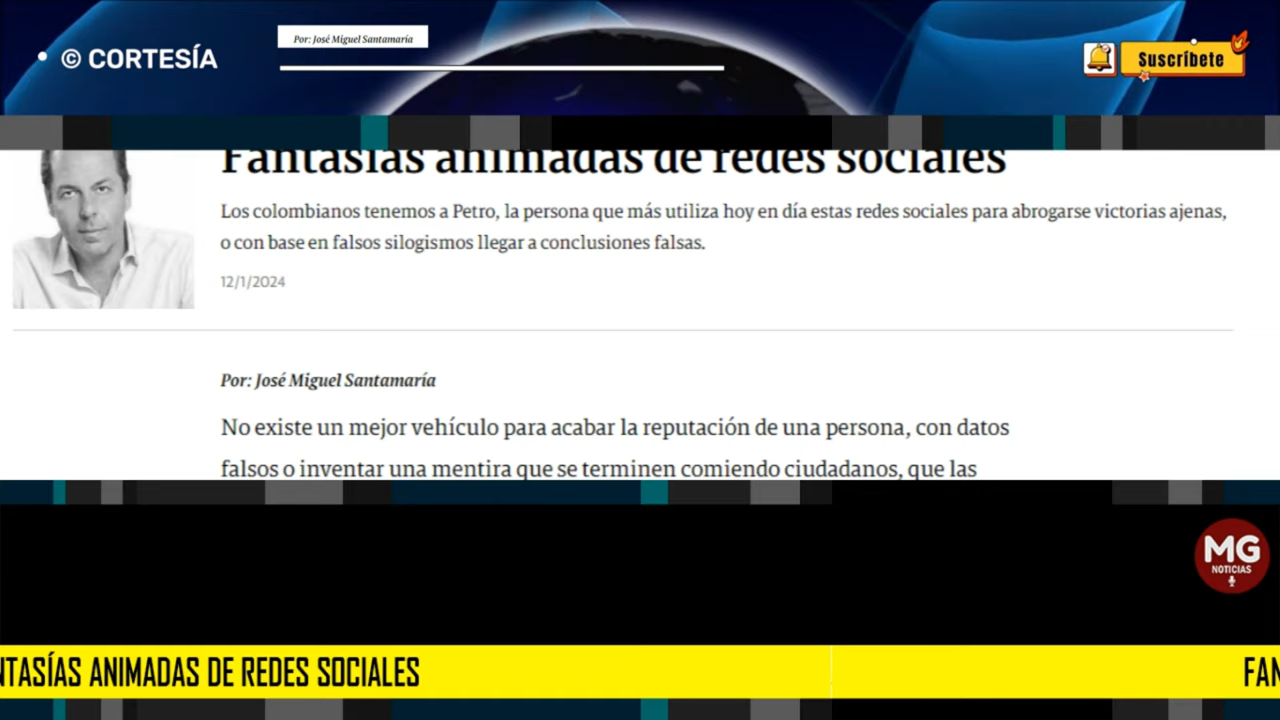 © CORTESÍA
Por: José Miguel Santamaría
Suscríbete
Fantasías animadas de redes sociales
Los colombianos tenemos a Petro, la persona que más utiliza hoy en día estas redes sociales para abrogarse victorias ajenas,
o con base en falsos silogismos llegar a conclusiones falsas.
12/1/2024
Por: José Miguel Santamaría
No existe un mejor vehículo para acabar la reputación de una persona, con datos
falsos o inventar una mentira que se terminen comiendo ciudadanos, que las
MG
NOTICIAS
NTASÍAS ANIMADAS DE REDES SOCIALES
FAN